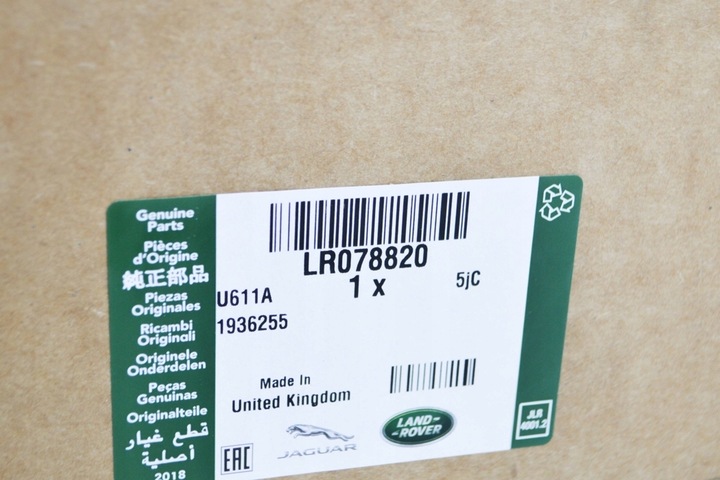 Genuine
Parts
Pièces
d'Origine
純正部品
Piezas
Originales
Ricambi
Originali
Originele
Onderdelen
Peças
Genuínas
Originalteile
قطع غيار
أصلية
2018
LR078820
1 x
5jC
U611A
1936255
Made In
United Kingdom
EAC
JAGUAR
LAND-
-ROVER
JLR
4001.2